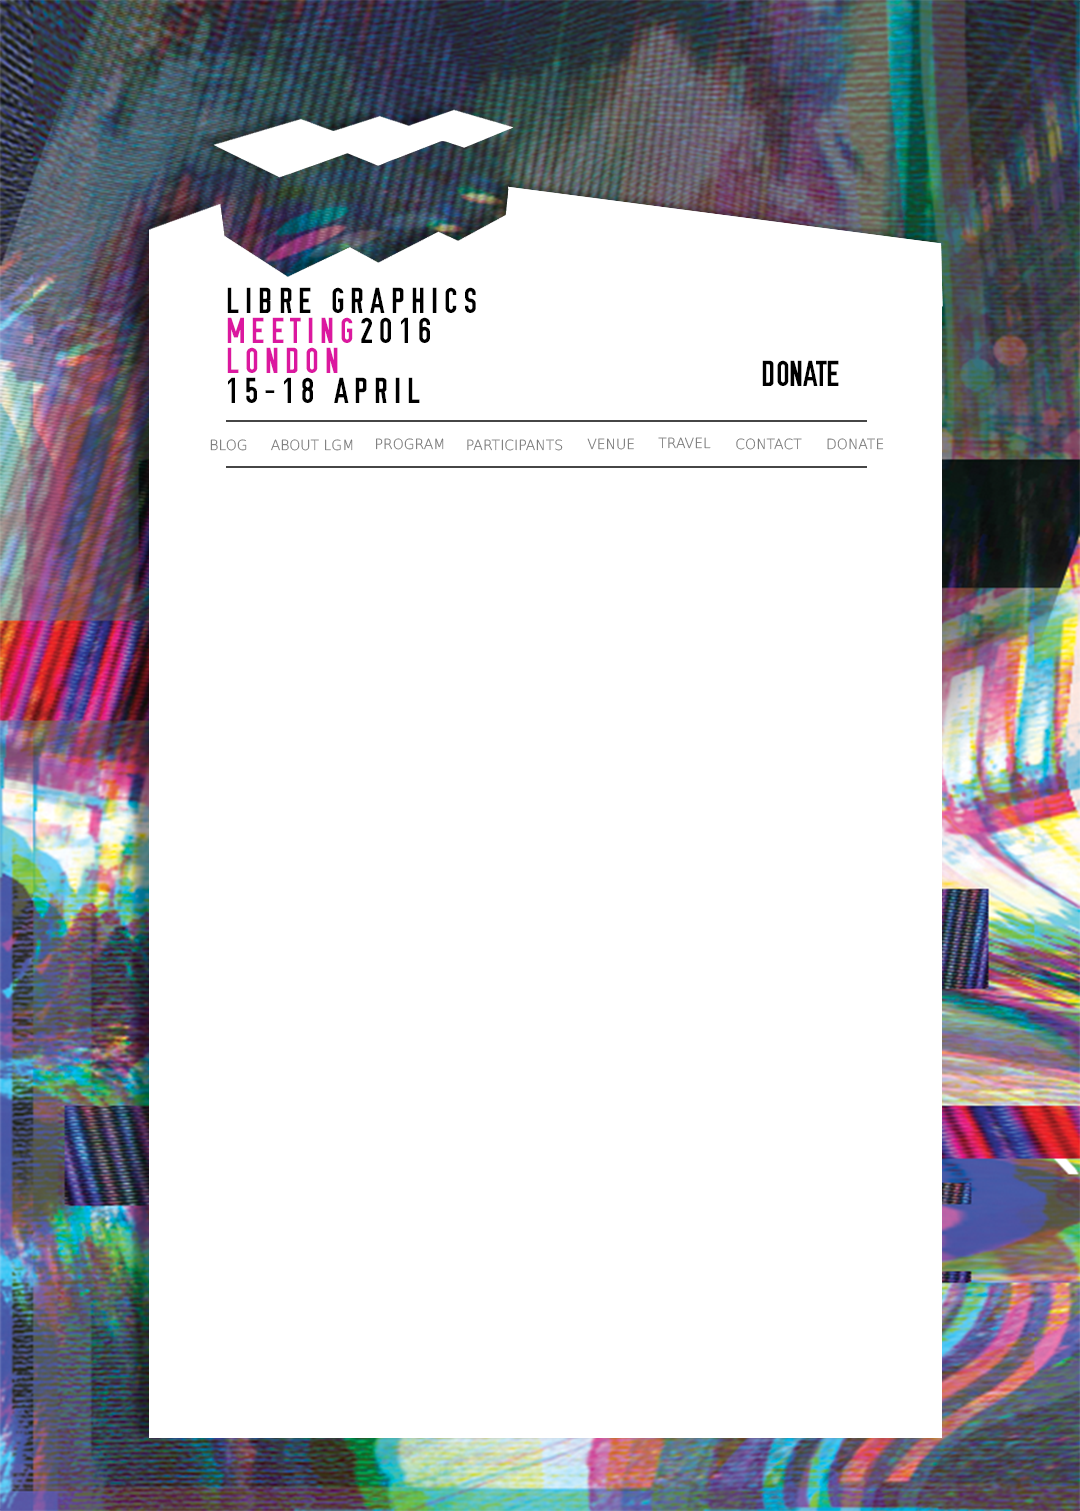 LIBRE GRAPHICS
MEETING2016
LONDON
15-18 APRIL
DONATE
BLOG ABOUT LGM PROGRAM PARTICIPANTS VENUE TRAVEL CONTACT DONATE